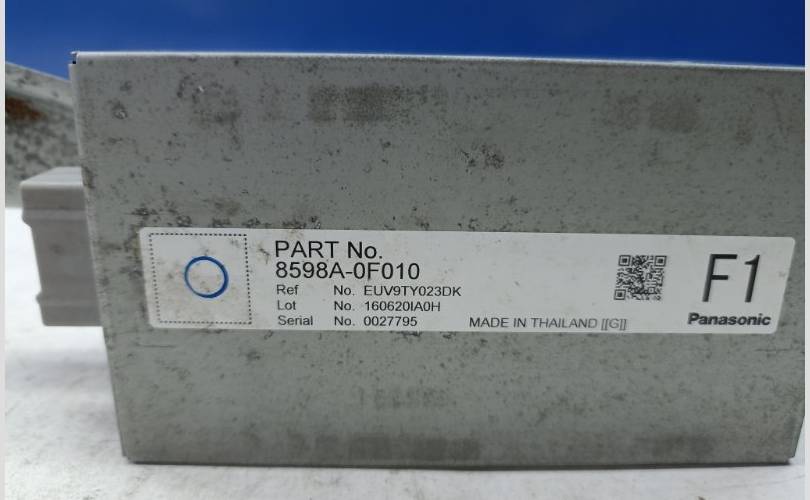 PART No.
8598A-0F010
Ref No. EUV9TY023DK
Lot No. 160620IA0H
Serial No. 0027795
MADE IN THAILAND [[G]]
F1
Panasonic